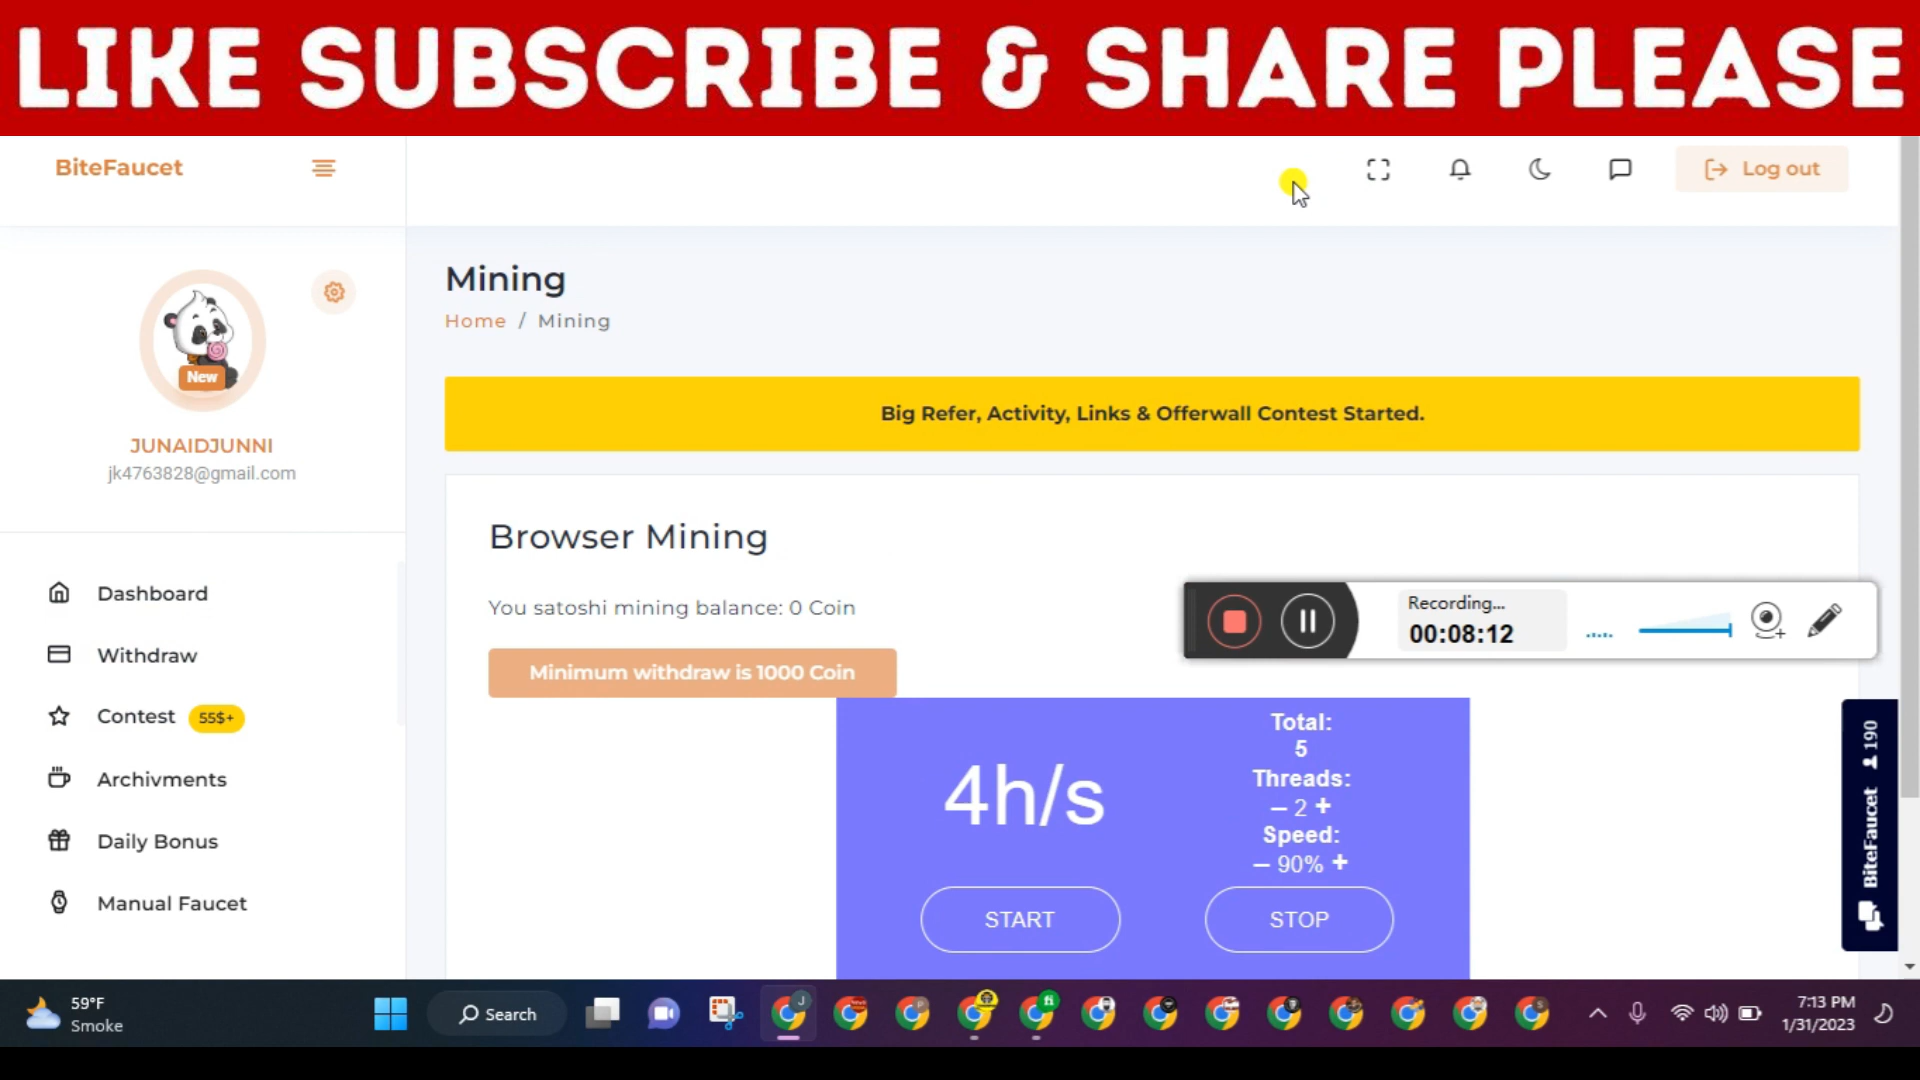 LIKE SUBSCRIBE & SHARE PLEASE
BiteFaucet
Log out
New
JUNAIDJUNNI
jk4763828@gmail.com
Dashboard
Withdraw
Contest 55$+
Archivments
Daily Bonus
Manual Faucet
Mining
Home / Mining
Big Refer, Activity, Links & Offerwall Contest Started.
Browser Mining
You satoshi mining balance: 0 Coin
Minimum withdraw is 1000 Coin
Recording...
00:08:12
4h/s
Total:
5
Threads:
– 2 +
Speed:
– 90% +
START
STOP
BiteFaucet 190
59°F
Smoke
Search
7:13 PM
1/31/2023